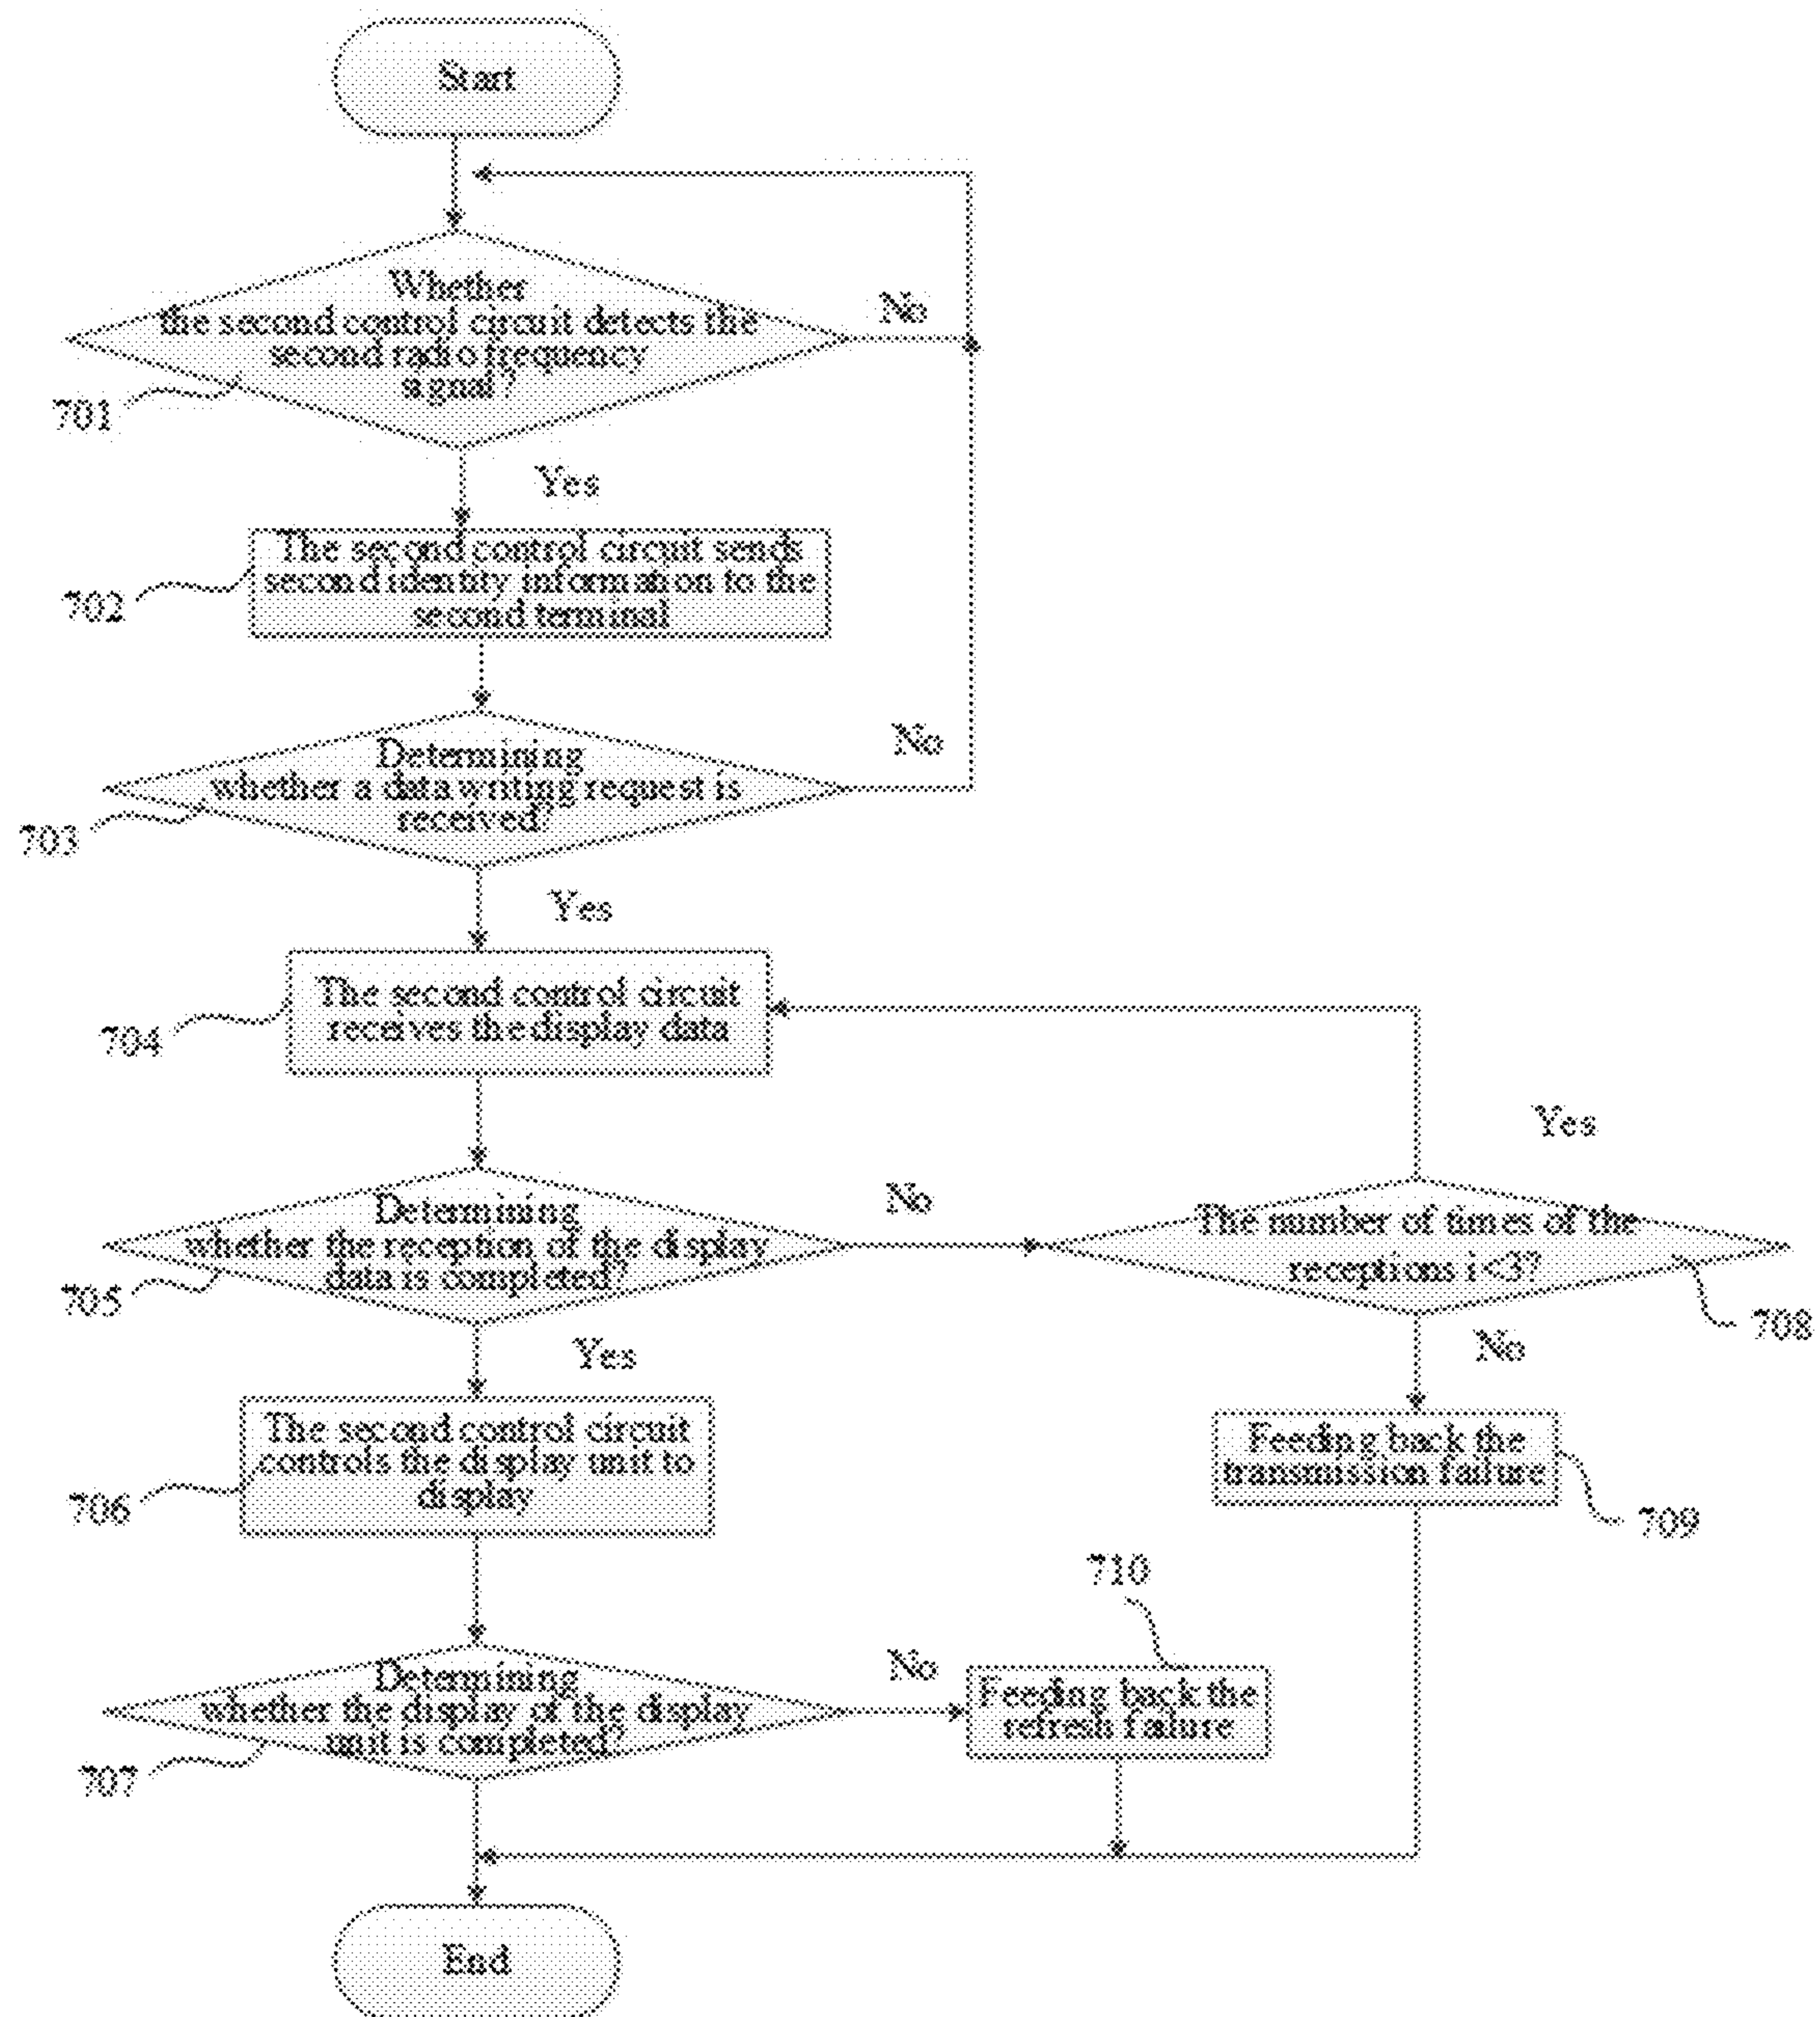 Start
Whether
the second control circuit detects the
second radio frequency
signal?
No
701
Yes
The second control circuit sends
second identity information to the
second terminal
702
Determining
whether a data writing request is
received?
No
703
Yes
The second control circuit
receives the display data
704
Yes
Determining
whether the reception of the display
data is completed?
No
The number of times of the
receptions i<3?
705
708
Yes
No
The second control circuit
controls the display unit to
display
Feeding back the
transmission failure
706
709
710
Determining
whether the display of the display
unit is completed?
No
Feeding back the
refresh failure
707
End